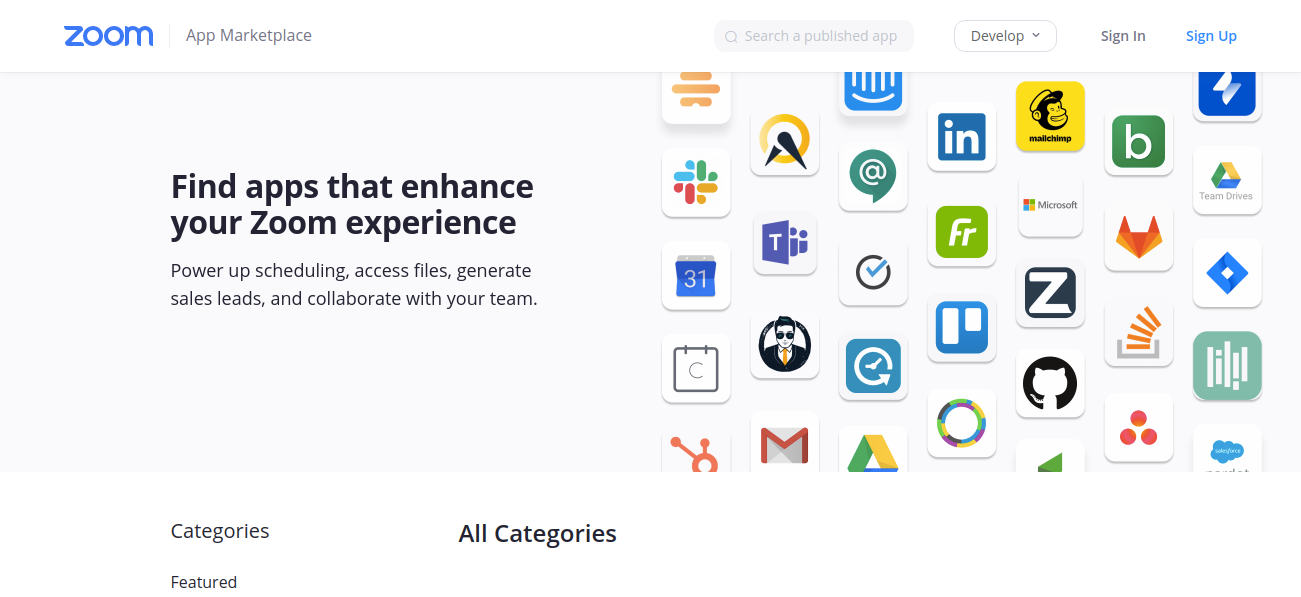 zoom
App Marketplace
Search a published app
Develop
Sign In
Sign Up
Find apps that enhance
your Zoom experience
Power up scheduling, access files, generate
sales leads, and collaborate with your team.
mailchimp
in
b
@
Team Drives
Microsoft
Fr
T
31
Z
C
salesforce
Categories
All Categories
Featured